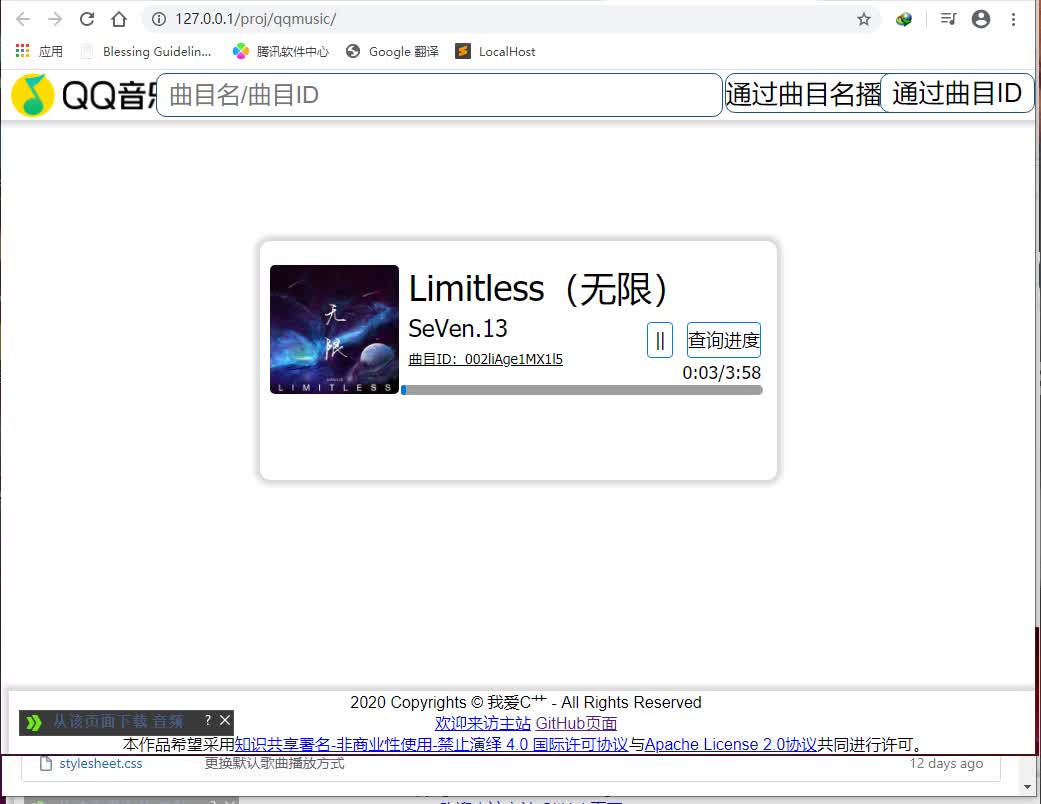 127.0.0.1/proj/qqmusic/
应用 Blessing Guidelin... 腾讯软件中心 Google 翻译 LocalHost
QQ音乐 曲目名/曲目ID 通过曲目名播 通过曲目ID
无
限
SeVen.13
LIMITLESS
Limitless（无限）
SeVen.13
曲目ID：002liAge1MX1l5
|| 查询进度
0:03/3:58
2020 Copyrights © 我爱C艹 - All Rights Reserved
欢迎来访主站 GitHub页面
从该页面下载 音频 ? ×
本作品希望采用知识共享署名-非商业性使用-禁止演绎 4.0 国际许可协议与Apache License 2.0协议共同进行许可。
stylesheet.css 更换默认歌曲播放方式 12 days ago